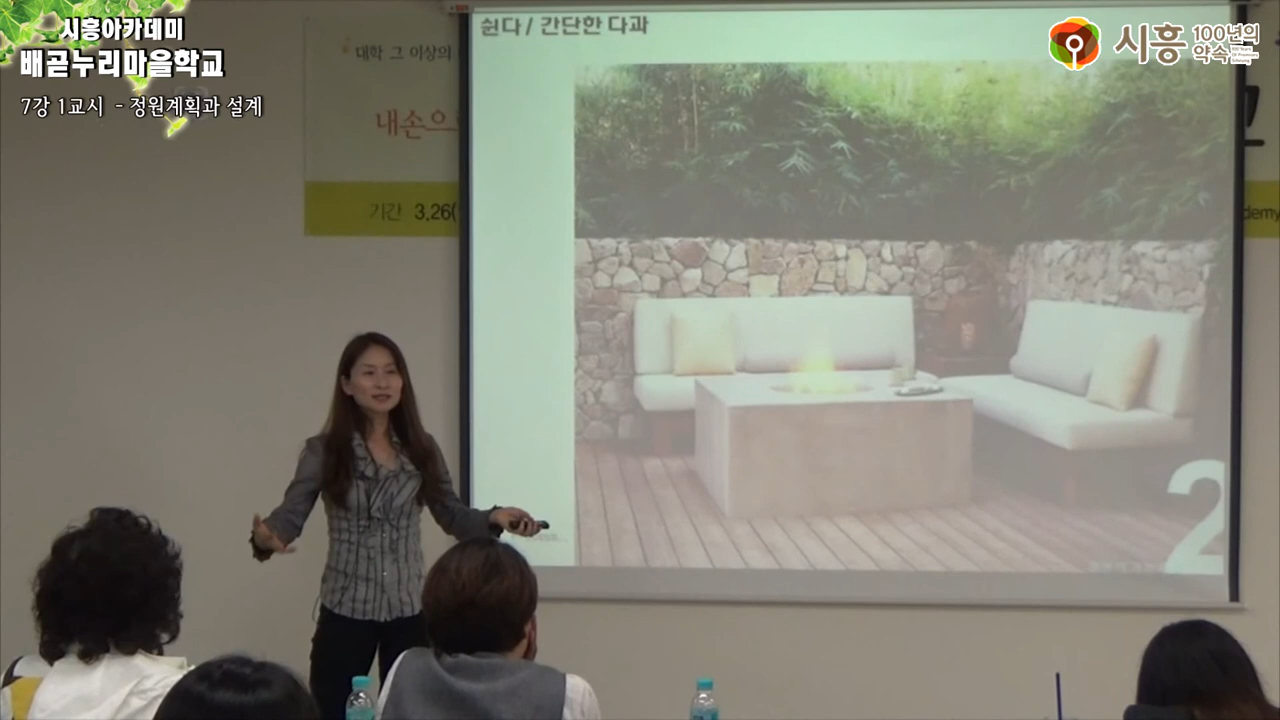 시흥아카데미
배곧누리마을학교
7강 1교시 - 정원계획과 설계
쉰다 / 간단한 다과
시흥 100년의
약속
대학 그 이상의
내손으
기간 3.26(
demy
2